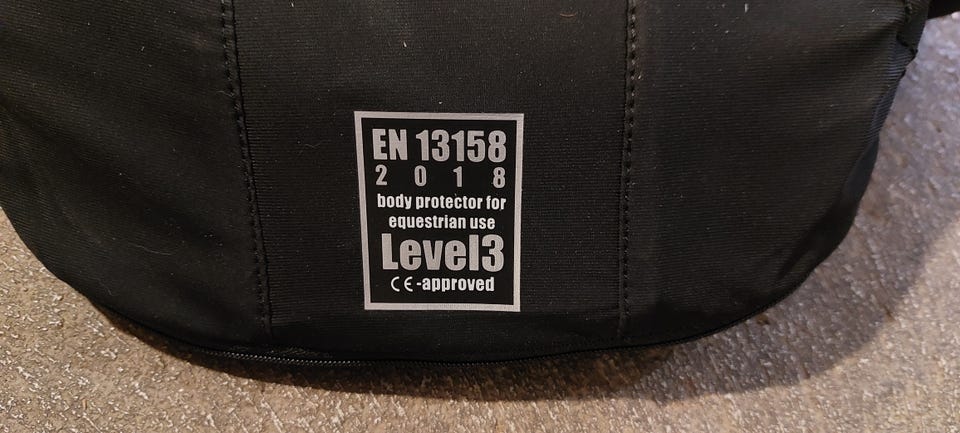 EN 13158
2018
body protector for
equestrian use
Level3
CE-approved